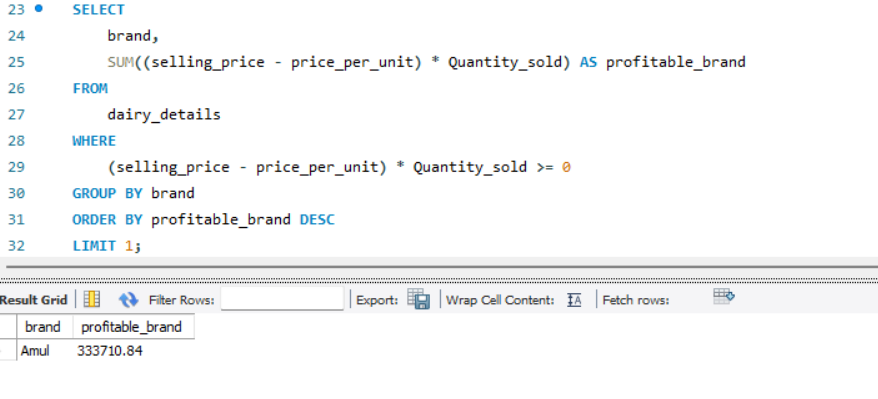 23 SELECT
24 brand,
25 SUM((selling_price - price_per_unit) * Quantity_sold) AS profitable_brand
26 FROM
27 dairy_details
28 WHERE
29 (selling_price - price_per_unit) * Quantity_sold >= 0
30 GROUP BY brand
31 ORDER BY profitable_brand DESC
32 LIMIT 1;
Result Grid Filter Rows: Export: Wrap Cell Content: IA Fetch rows:
brand profitable_brand
Amul 333710.84